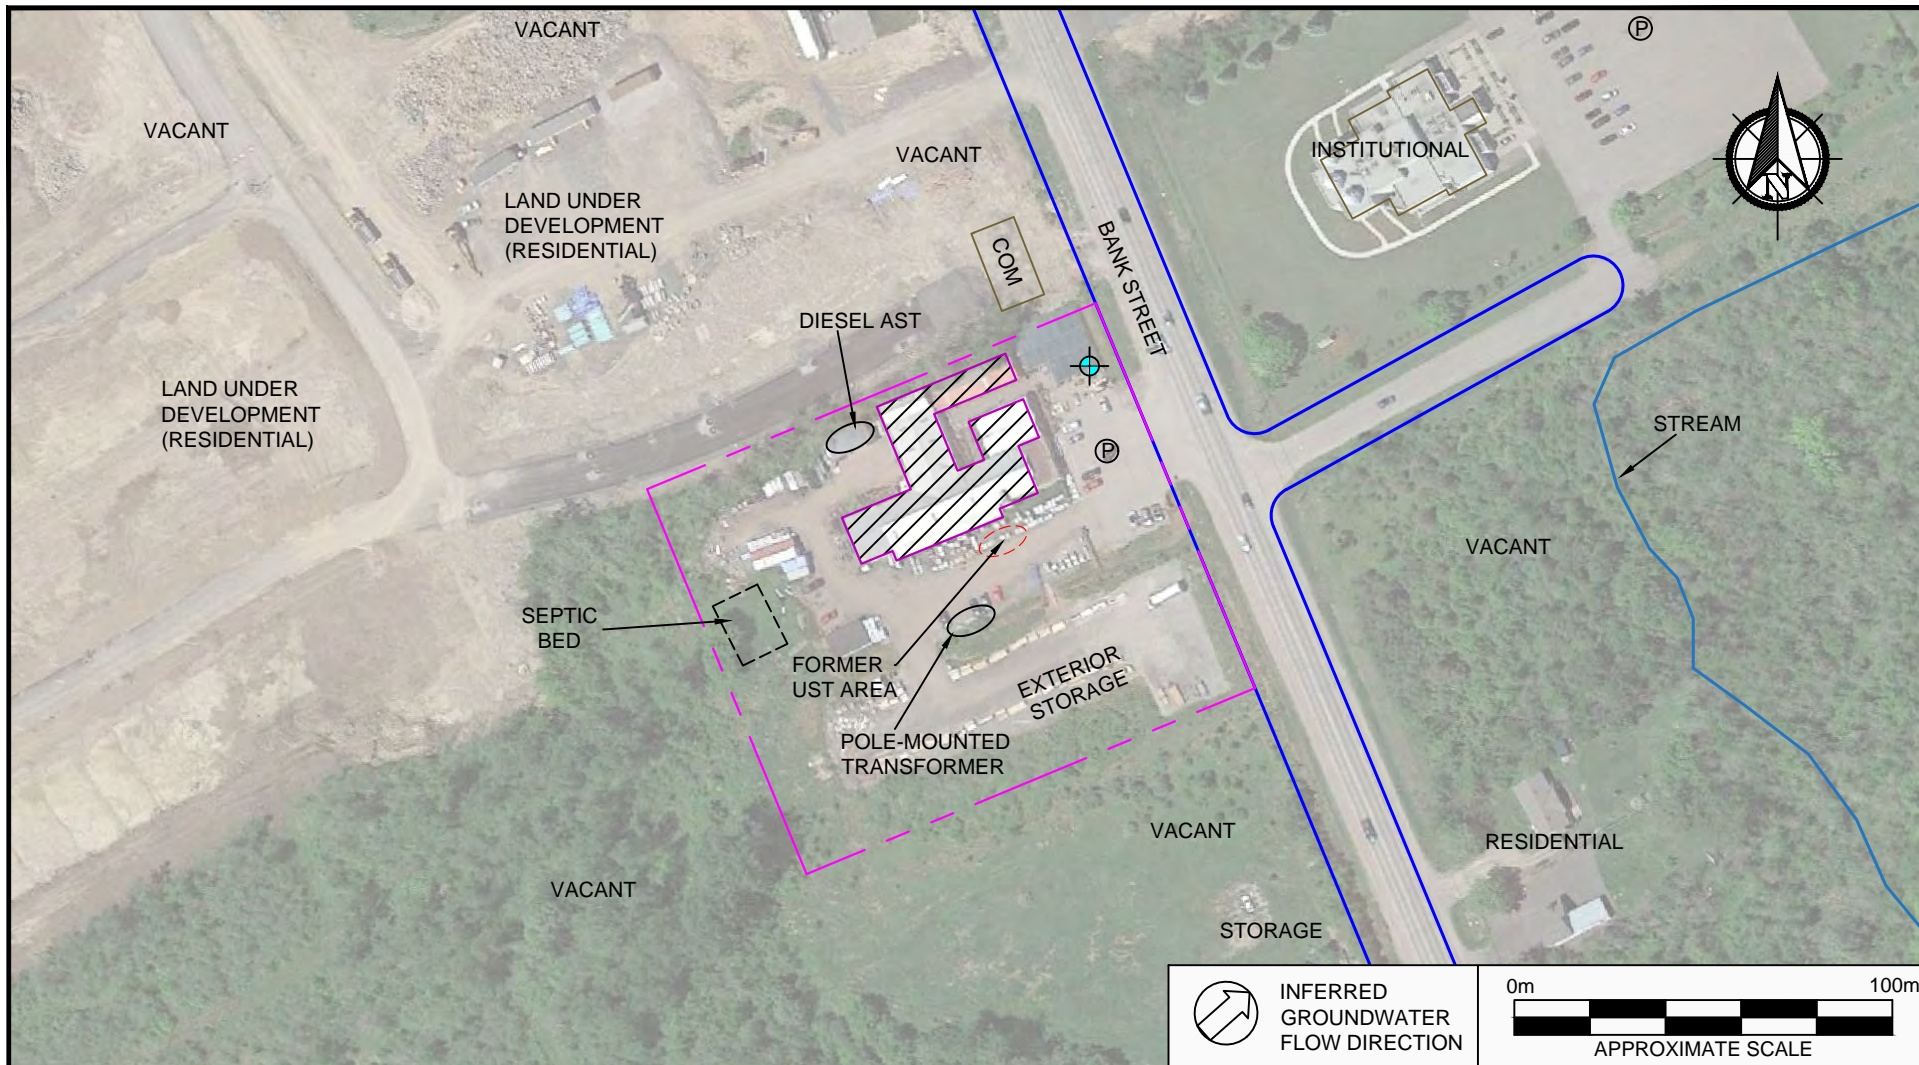 VACANT
Ⓟ
VACANT
VACANT
INSTITUTIONAL
N
LAND UNDER
DEVELOPMENT
(RESIDENTIAL)
COM
BANK STREET
DIESEL AST
LAND UNDER
DEVELOPMENT
(RESIDENTIAL)
STREAM
Ⓟ
VACANT
SEPTIC
BED
FORMER
UST AREA
EXTERIOR
STORAGE
POLE-MOUNTED
TRANSFORMER
VACANT
RESIDENTIAL
VACANT
STORAGE
INFERRED
GROUNDWATER
FLOW DIRECTION
0m 100m
APPROXIMATE SCALE